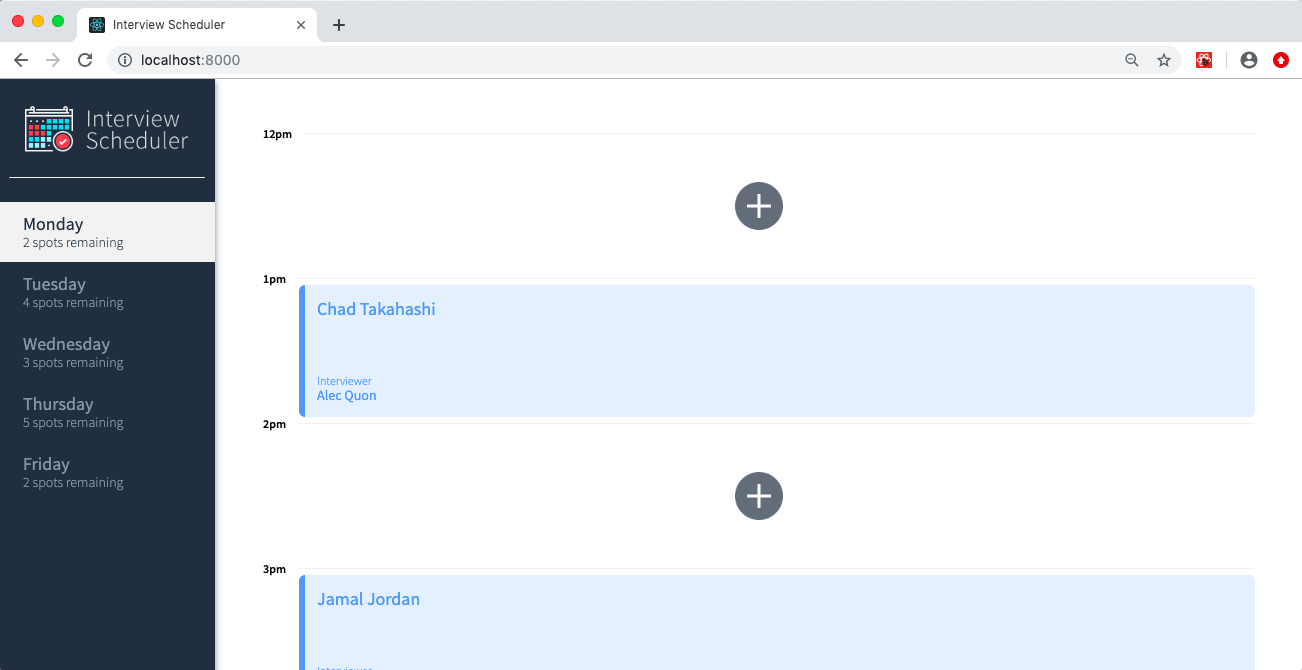 Interview Scheduler
localhost:8000
Interview
Scheduler
Monday
2 spots remaining
Tuesday
4 spots remaining
Wednesday
3 spots remaining
Thursday
5 spots remaining
Friday
2 spots remaining
12pm
1pm
Chad Takahashi
Interviewer
Alec Quon
2pm
3pm
Jamal Jordan
Interviewer